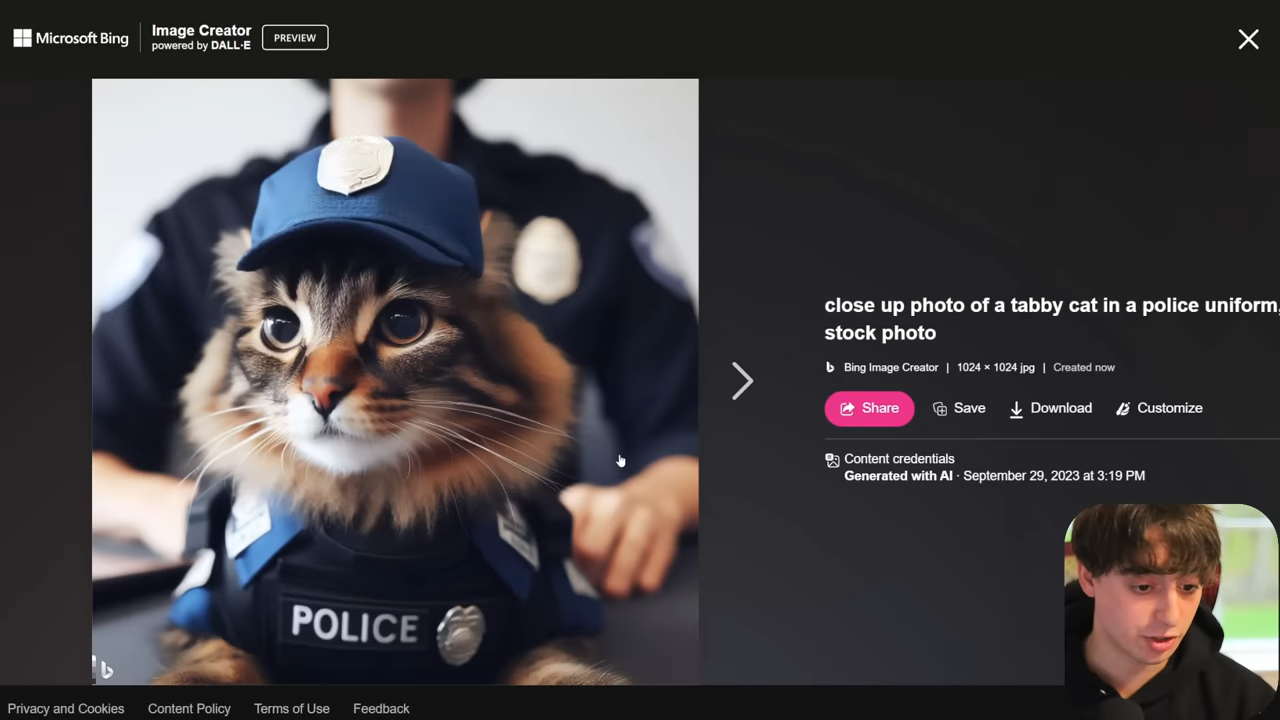 Microsoft Bing
Image Creator
powered by DALL·E
PREVIEW
POLICE
close up photo of a tabby cat in a police uniform,
stock photo
Bing Image Creator | 1024 × 1024 jpg | Created now
Share
Save
Download
Customize
Content credentials
Generated with AI · September 29, 2023 at 3:19 PM
Privacy and Cookies
Content Policy
Terms of Use
Feedback